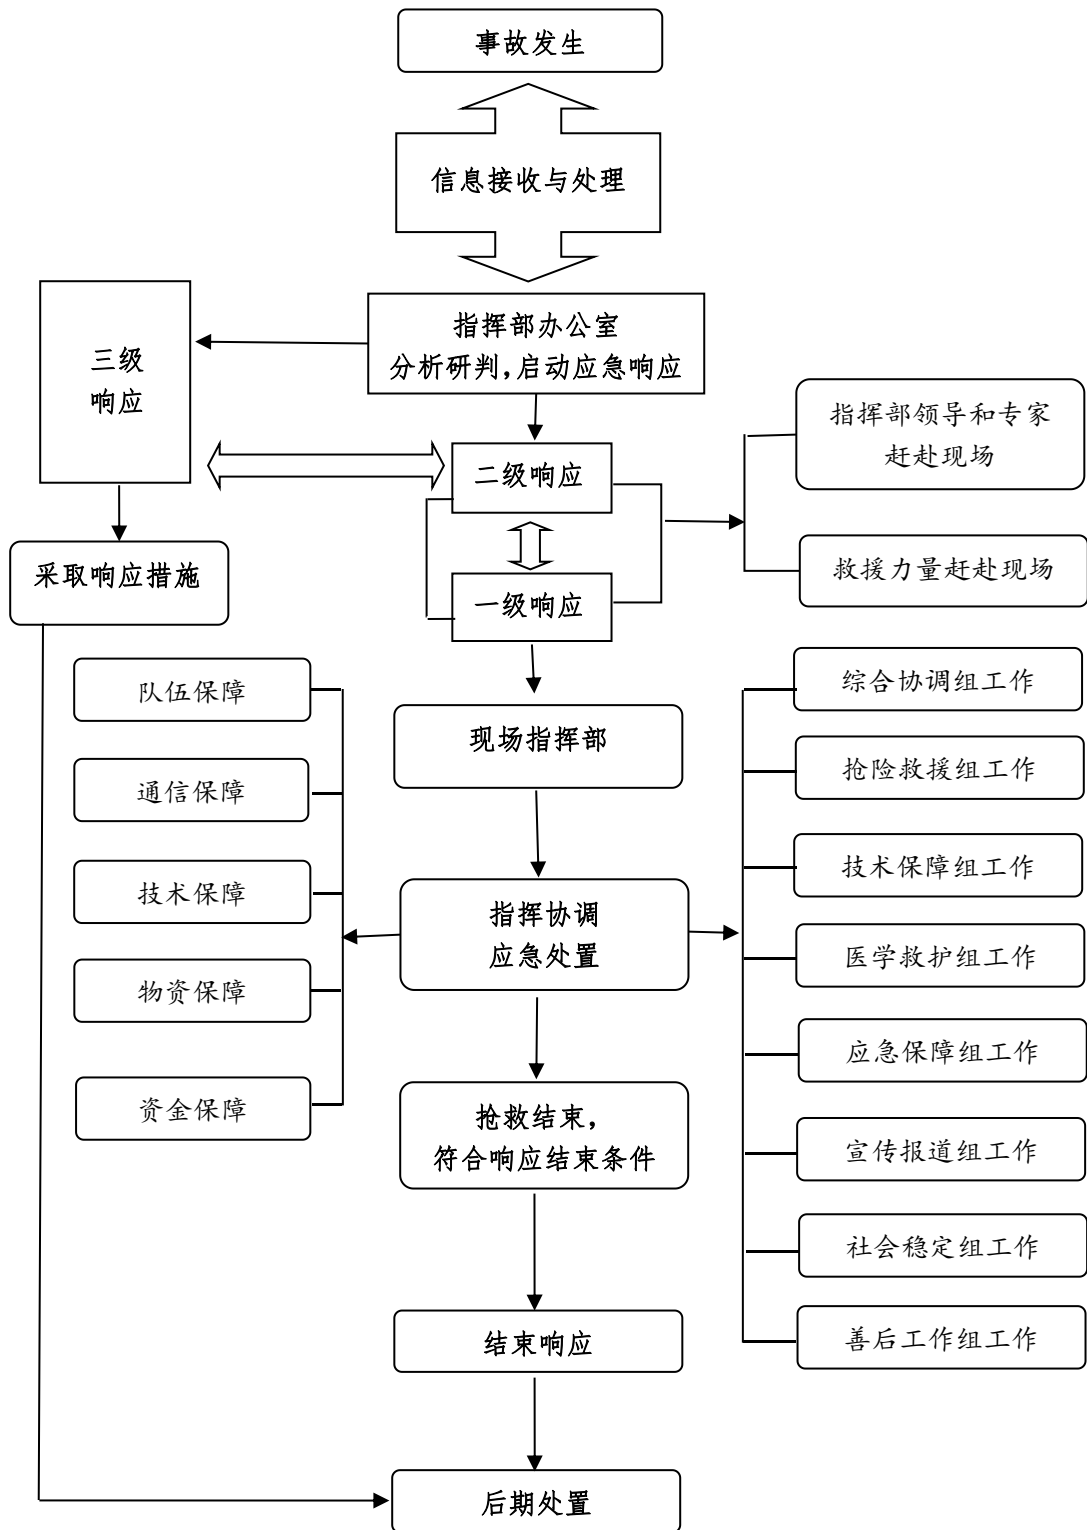 事故发生
信息接收与处理
指挥部办公室
分析研判，启动应急响应
三级
响应
二级响应
指挥部领导和专家
赶赴现场
采取响应措施
一级响应
救援力量赶赴现场
队伍保障
通信保障
技术保障
物资保障
资金保障
现场指挥部
指挥协调
应急处置
抢救结束，
符合响应结束条件
结束响应
后期处置
综合协调组工作
抢险救援组工作
技术保障组工作
医学救护组工作
应急保障组工作
宣传报道组工作
社会稳定组工作
善后工作组工作